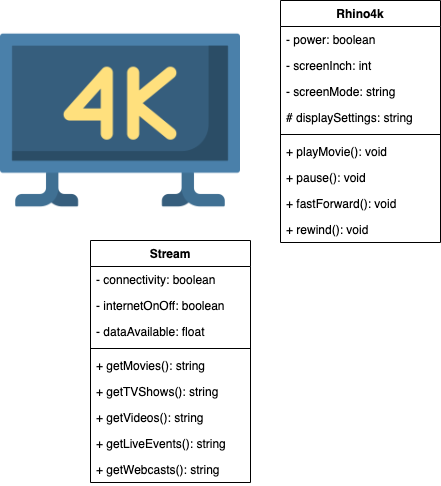 4K
Rhino4k
- power: boolean
- screenInch: int
- screenMode: string
# displaySettings: string
+ playMovie(): void
+ pause(): void
+ fastForward(): void
+ rewind(): void
Stream
- connectivity: boolean
- internetOnOff: boolean
- dataAvailable: float
+ getMovies(): string
+ getTVShows(): string
+ getVideos(): string
+ getLiveEvents(): string
+ getWebcasts(): string